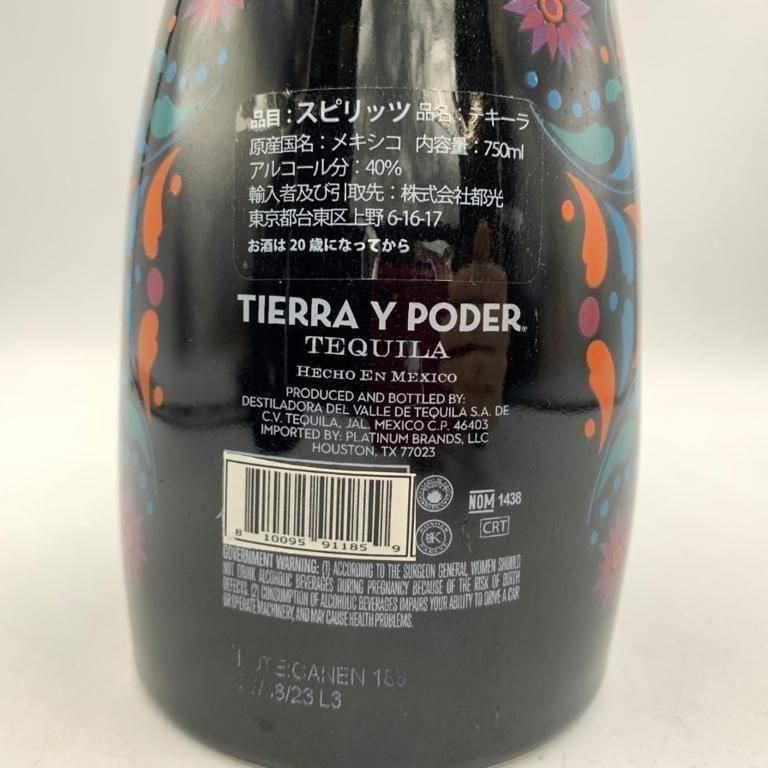 品目：スピリッツ 品名：テキーラ
原産国名：メキシコ 内容量：750ml
アルコール分：40%
輸入者及び引取先：株式会社都光
東京都台東区上野 6-16-17
お酒は 20 歳になってから
TIERRA Y PODER®
TEQUILA
HECHO EN MEXICO
PRODUCED AND BOTTLED BY:
DESTILADORA DEL VALLE DE TEQUILA S.A. DE
C.V. TEQUILA, JAL. MEXICO C.P. 46403
IMPORTED BY: PLATINUM BRANDS, LLC
HOUSTON, TX 77023
8 10095 91185 9
NOM 1438
CRT
GOVERNMENT WARNING: (1) ACCORDING TO THE SURGEON GENERAL, WOMEN SHOULD
NOT DRINK ALCOHOLIC BEVERAGES DURING PREGNANCY BECAUSE OF THE RISK OF BIRTH
DEFECTS. (2) CONSUMPTION OF ALCOHOLIC BEVERAGES IMPAIRS YOUR ABILITY TO DRIVE A CAR
OR OPERATE MACHINERY, AND MAY CAUSE HEALTH PROBLEMS.
/23 L3